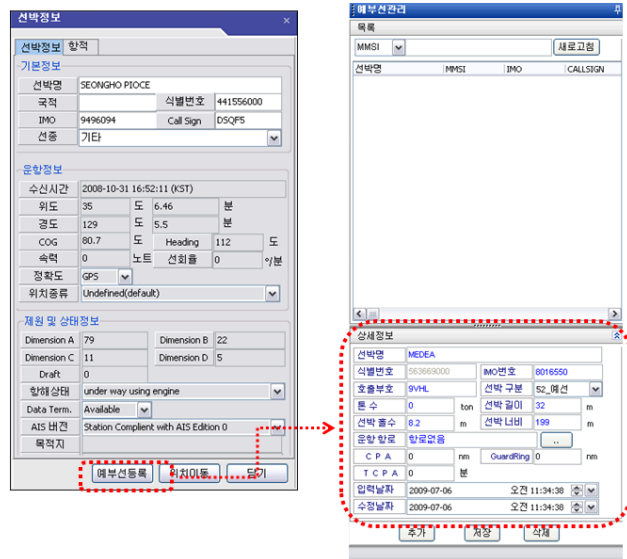 선박정보
선박정보 항적
기본정보
선박명 SEONGHO PIOCE
국적 식별번호 441556000
IMO 9496094 Call Sign DSQF5
선종 기타
운항정보
수신시간 2008-10-31 16:52:11 (KST)
위도 35 도 6.46 분
경도 129 도 5.5 분
COG 80.7 도 Heading 112 도
속력 0 노트 선회율 0 º/분
정확도 GPS
위치종류 Undefined(default)
제원 및 상태정보
Dimension A 79 Dimension B 22
Dimension C 11 Dimension D 5
Draft 0
항해상태 under way using engine
Data Term. Available
AIS 버전 Station Complient with AIS Edition 0
목적지
예부선등록 위치이동 닫기
예부선관리
목록
MMSI 새로고침
선박명 MMSI IMO CALLSIGN
상세정보
선박명 MEDEA
식별번호 563669000 IMO번호 8016550
호출부호 9VHL 선박 구분 52_예선
톤 수 0 ton 선박 길이 32 m
선박 홀수 8.2 m 선박 너비 199 m
운항 항로 항로없음 ..
C P A 0 nm GuardRing 0 nm
T C P A 0 분
입력날짜 2009-07-06 오전 11:34:38
수정날짜 2009-07-06 오전 11:34:38
추가 저장 삭제